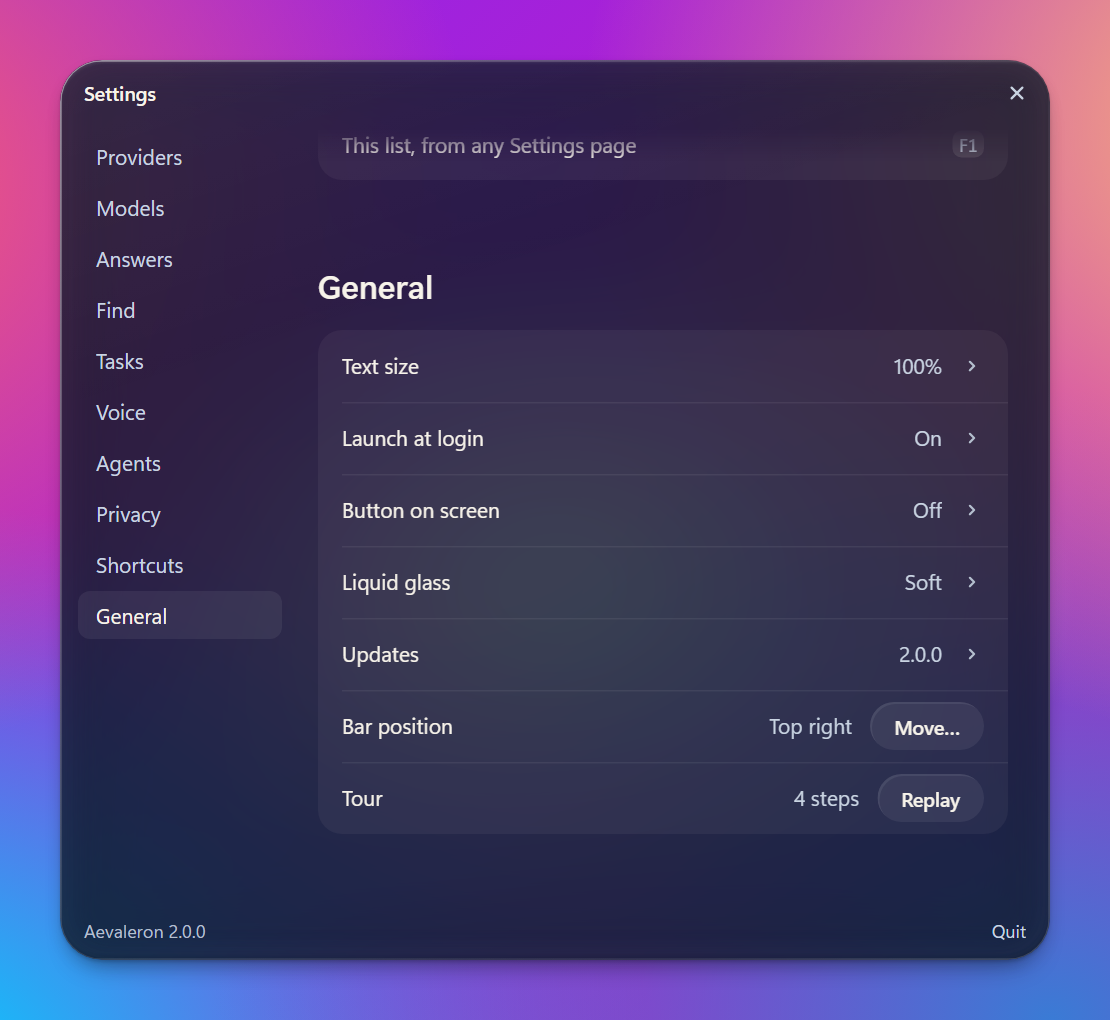 Settings
Providers
Models
Answers
Find
Tasks
Voice
Agents
Privacy
Shortcuts
General
This list, from any Settings page F1
General
Text size 100%
Launch at login On
Button on screen Off
Liquid glass Soft
Updates 2.0.0
Bar position Top right Move...
Tour 4 steps Replay
Aevaleron 2.0.0 Quit